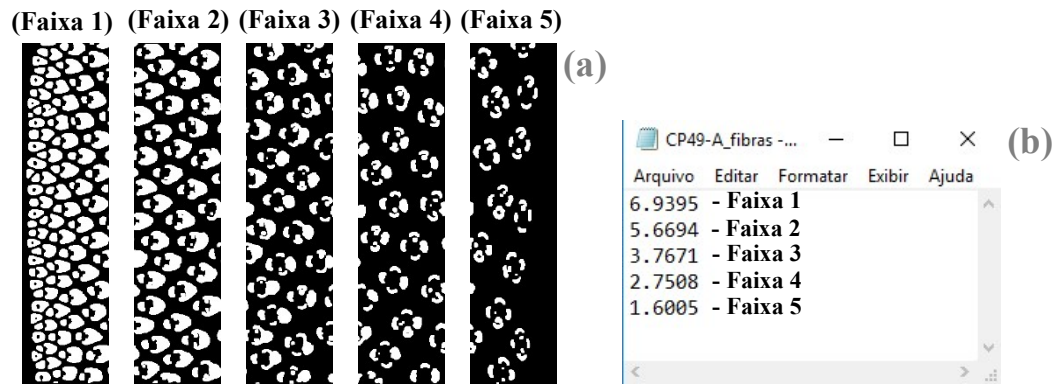 (Faixa 1) (Faixa 2) (Faixa 3) (Faixa 4) (Faixa 5)
(a)
CP49-A_fibras -...
(b)
Arquivo Editar Formatar Exibir Ajuda
6.9395 - Faixa 1
5.6694 - Faixa 2
3.7671 - Faixa 3
2.7508 - Faixa 4
1.6005 - Faixa 5